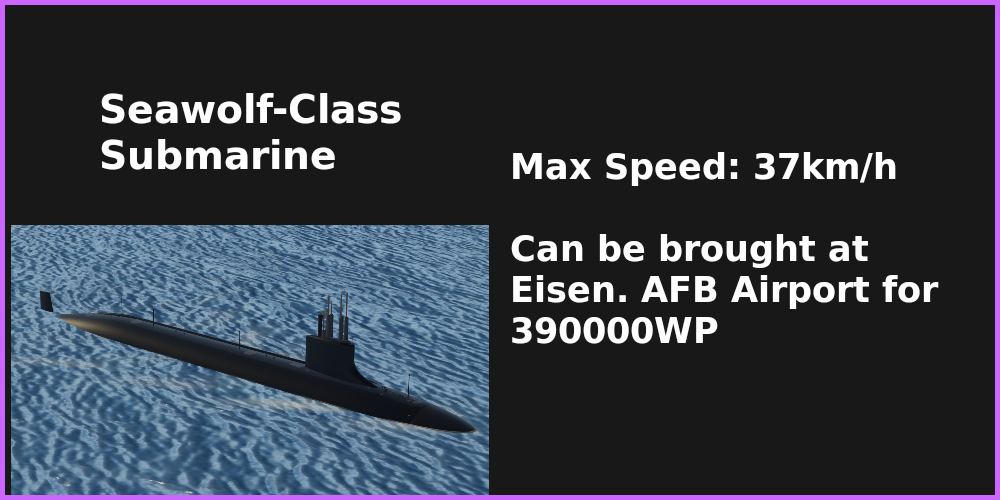 Seawolf-Class
Submarine
Max Speed: 37km/h
Can be brought at
Eisen. AFB Airport for
390000WP